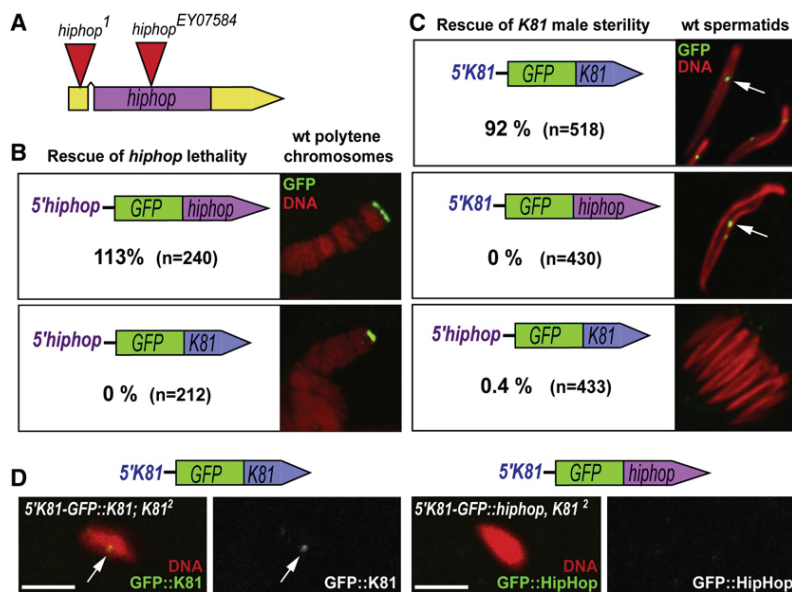 A
hiphop1
hiphopEY07584
hiphop
B
Rescue of hiphop lethality
wt polytene
chromosomes
5'hiphop
GFP
hiphop
113% (n=240)
GFP
DNA
5'hiphop
GFP
K81
0 % (n=212)
C
Rescue of K81 male sterility
wt spermatids
5'K81
GFP
K81
92 % (n=518)
GFP
DNA
5'K81
GFP
hiphop
0 % (n=430)
5'hiphop
GFP
K81
0.4 % (n=433)
D
5'K81
GFP
K81
5'K81-GFP::K81; K812
DNA
GFP::K81
GFP::K81
5'K81
GFP
hiphop
5'K81-GFP::hiphop, K81 2
DNA
GFP::HipHop
GFP::HipHop